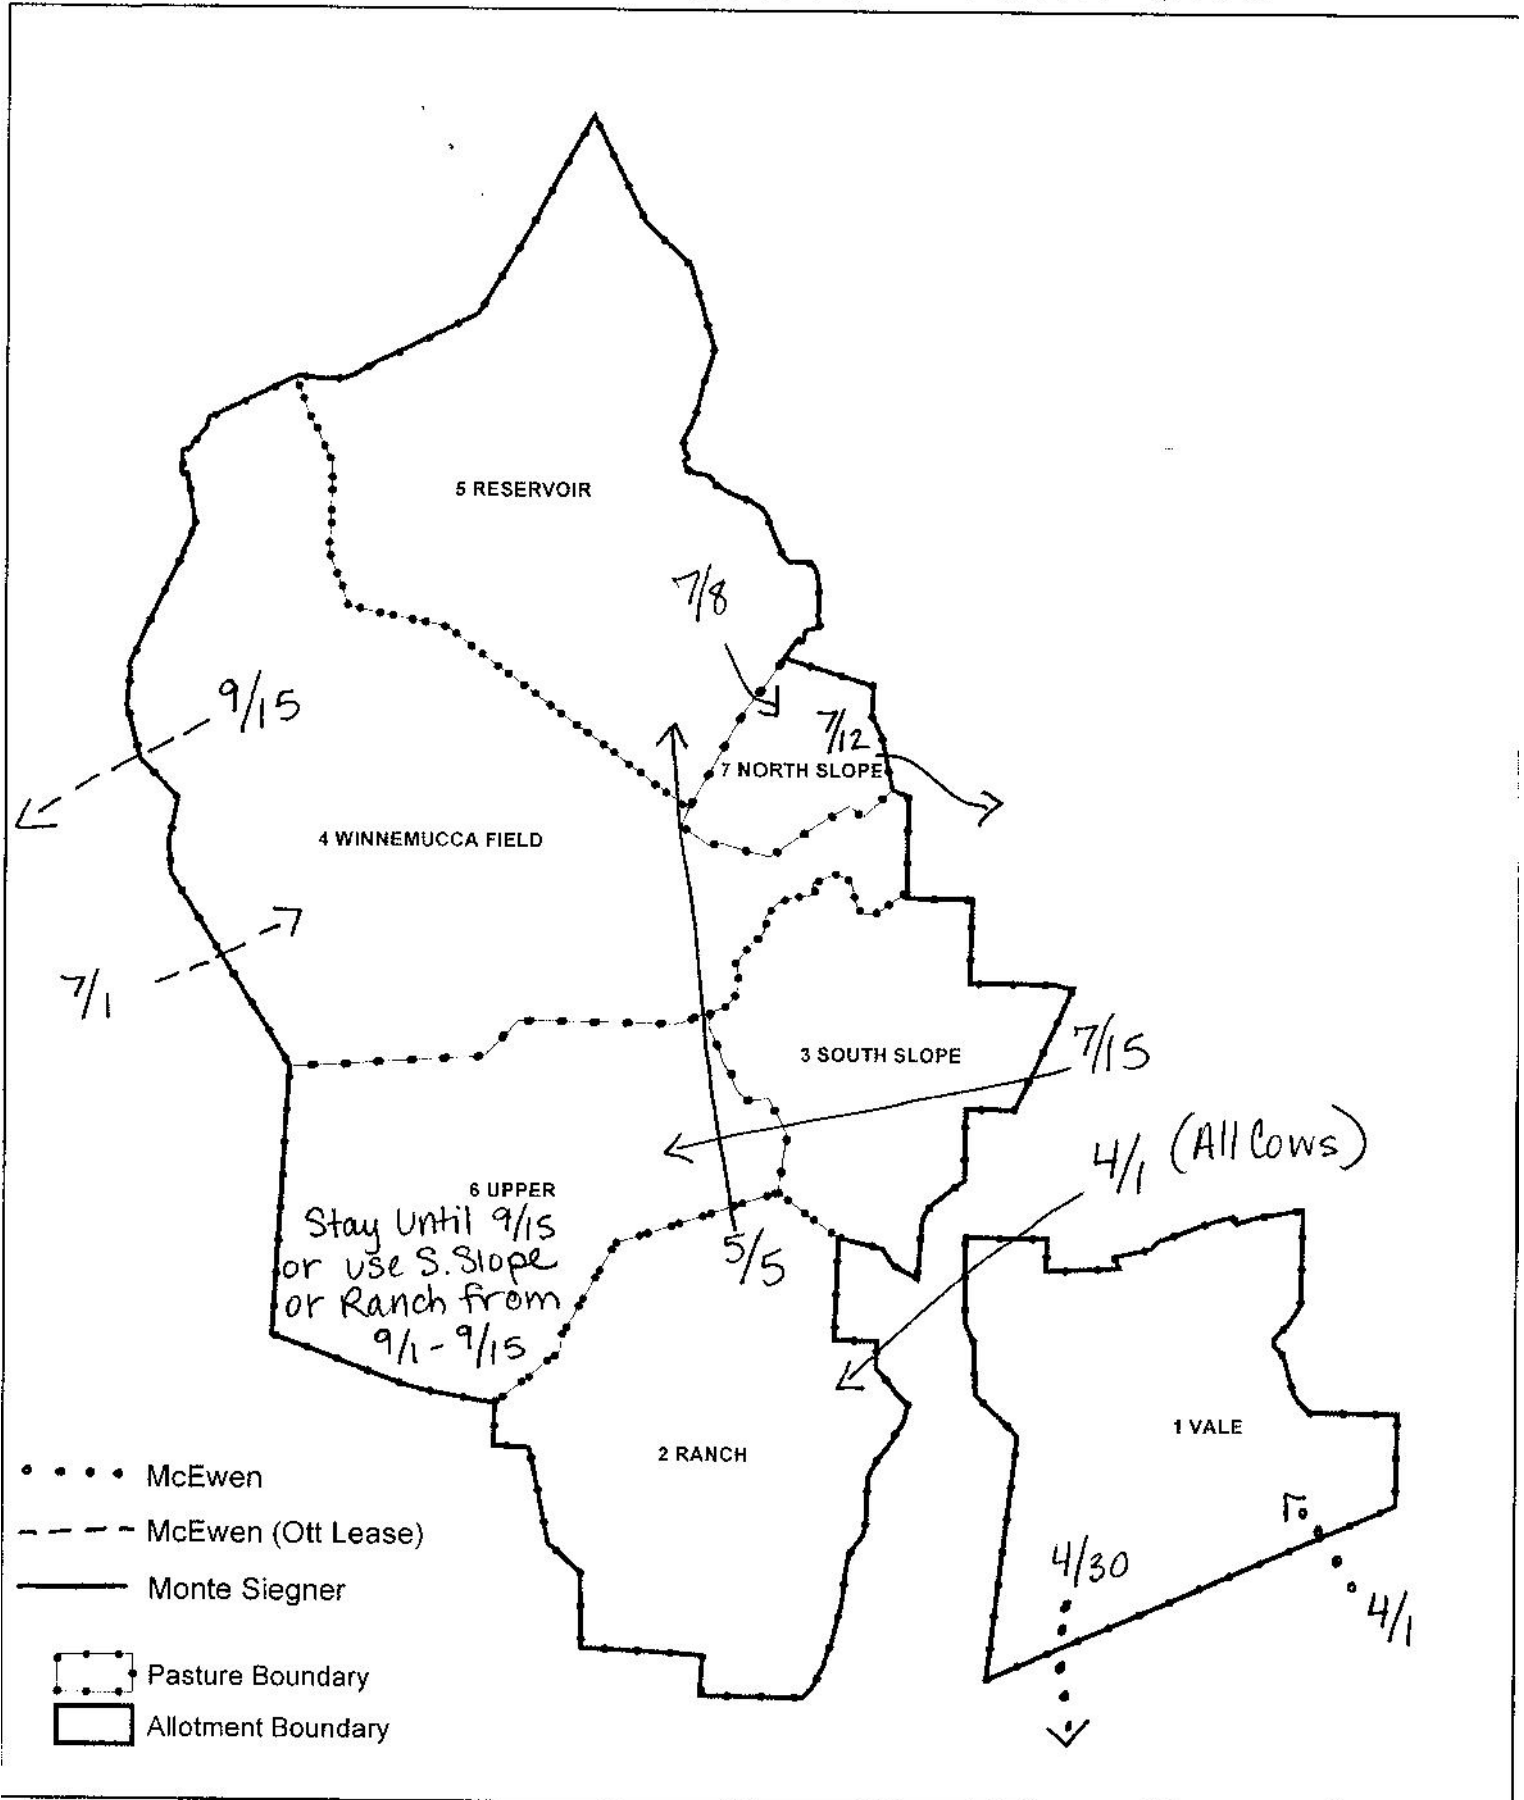 5 RESERVOIR
7/8
9/15
7/12
7 NORTH SLOPE
4 WINNEMUCCA FIELD
7/1
3 SOUTH SLOPE
7/15
4/1 (All Cows)
6 UPPER
Stay Until 9/15
or use S.Slope
or Ranch from
9/1 - 9/15
5/5
1 VALE
2 RANCH
McEwen
McEwen (Ott Lease)
Monte Siegner
4/30
4/1
Pasture Boundary
Allotment Boundary